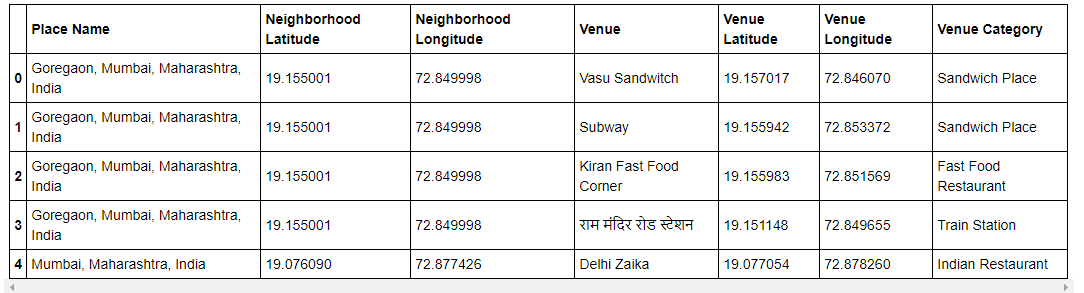 Place Name Neighborhood Latitude Neighborhood Longitude Venue Venue Latitude Venue Longitude Venue Category
0 Goregaon, Mumbai, Maharashtra, India 19.155001 72.849998 Vasu Sandwitch 19.157017 72.846070 Sandwich Place
1 Goregaon, Mumbai, Maharashtra, India 19.155001 72.849998 Subway 19.155942 72.853372 Sandwich Place
2 Goregaon, Mumbai, Maharashtra, India 19.155001 72.849998 Kiran Fast Food Corner 19.155983 72.851569 Fast Food Restaurant
3 Goregaon, Mumbai, Maharashtra, India 19.155001 72.849998 राम मंदिर रोड स्टेशन 19.151148 72.849655 Train Station
4 Mumbai, Maharashtra, India 19.076090 72.877426 Delhi Zaika 19.077054 72.878260 Indian Restaurant